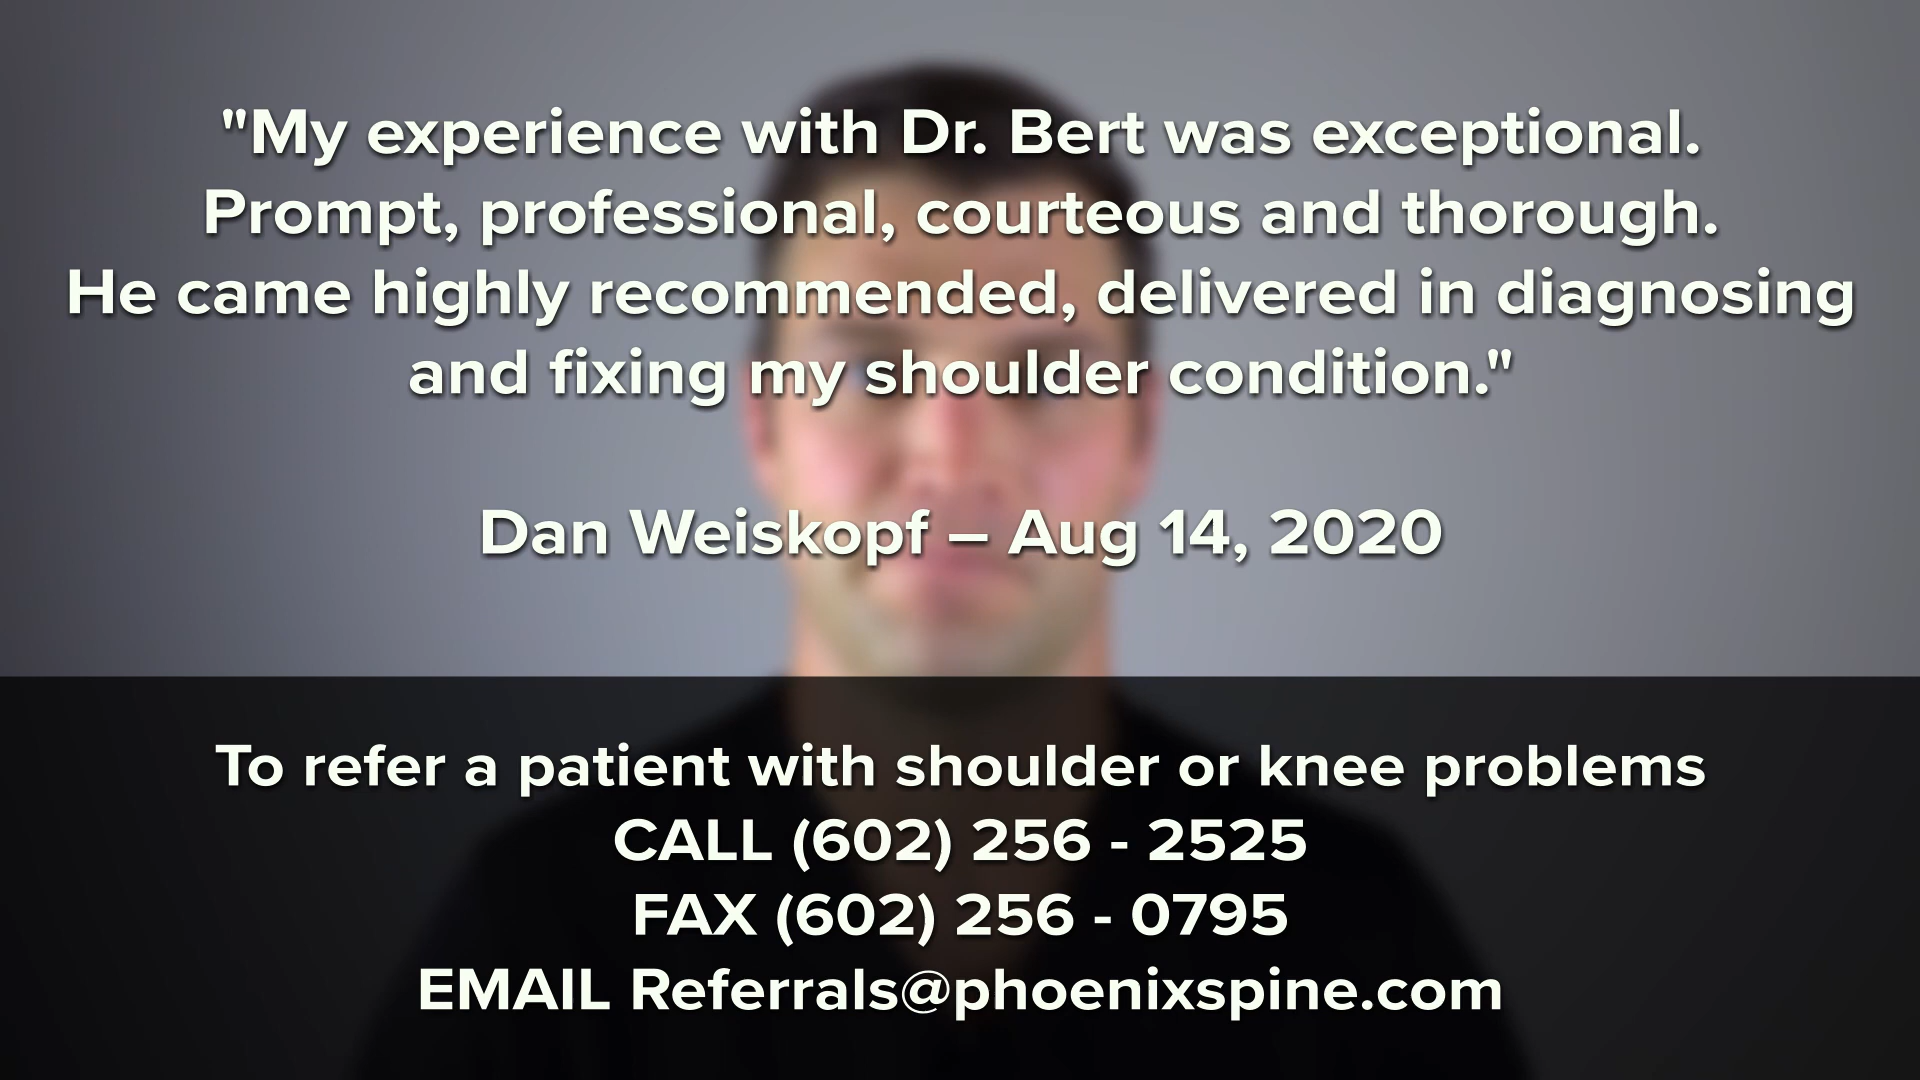 "My experience with Dr. Bert was exceptional.
Prompt, professional, courteous and thorough.
He came highly recommended, delivered in diagnosing
and fixing my shoulder condition."
Dan Weiskopf – Aug 14, 2020
To refer a patient with shoulder or knee problems
CALL (602) 256 - 2525
FAX (602) 256 - 0795
EMAIL Referrals@phoenixspine.com